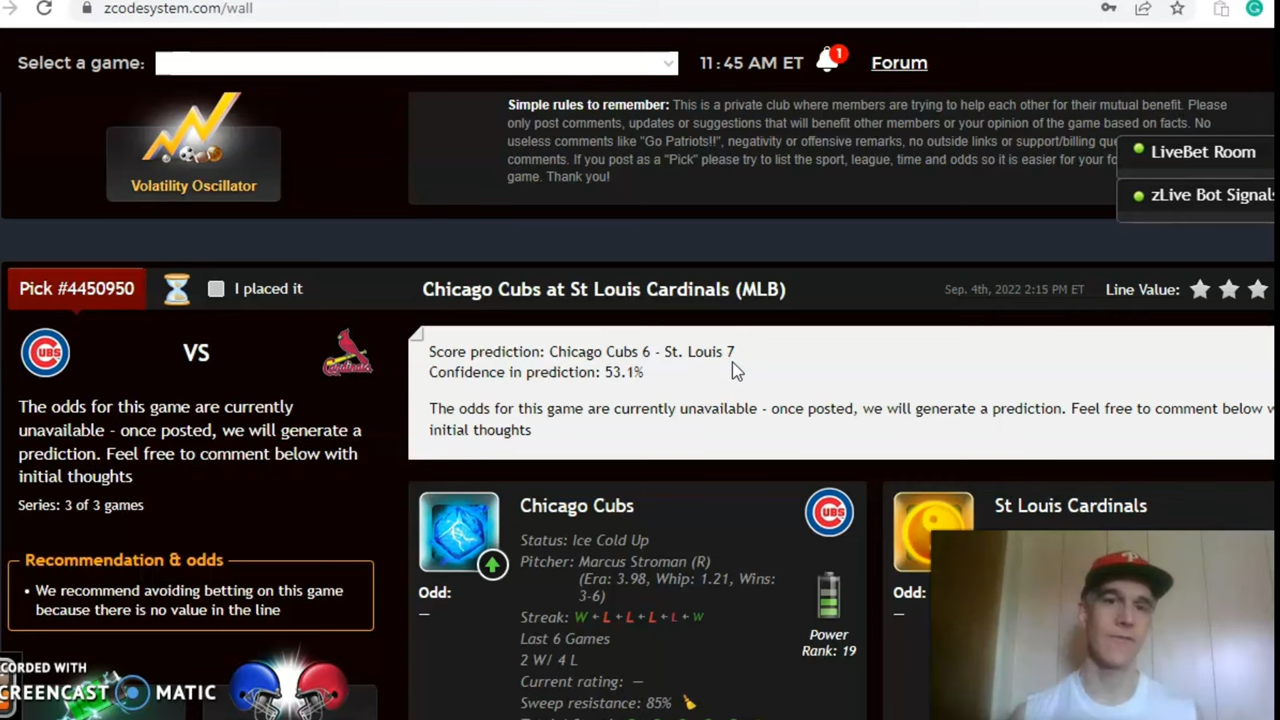 zcodesystem.com/wall
Select a game:
11:45 AM ET
1
Forum
Volatility Oscillator
Simple rules to remember: This is a private club where members are trying to help each other for their mutual benefit. Please
only post comments, updates or suggestions that will benefit other members or your opinion of the game based on facts. No
useless comments like "Go Patriots!!", negativity or offensive remarks, no outside links or support/billing
comments. If you post as a "Pick" please try to list the sport, league, time and odds so it is easier for your
game. Thank you!
LiveBet Room
zLive Bot Signals
Pick #4450950
I placed it
Chicago Cubs at St Louis Cardinals (MLB)
Sep. 4th, 2022 2:15 PM ET
Line Value:
CUBS
VS
Score prediction: Chicago Cubs 6 - St. Louis 7
Confidence in prediction: 53.1%
The odds for this game are currently unavailable - once posted, we will generate a prediction. Feel free to comment below
initial thoughts
The odds for this game are currently
unavailable - once posted, we will generate a
prediction. Feel free to comment below with
initial thoughts
Series: 3 of 3 games
Recommendation & odds
• We recommend avoiding betting on this game
because there is no value in the line
Chicago Cubs
CUBS
Status: Ice Cold Up
Pitcher: Marcus Stroman (R)
(Era: 3.98, Whip: 1.21, Wins:
3-6)
Odd:
—
Streak: W ← L ← L ← L ← L ← W
Last 6 Games
2 W/ 4 L
Current rating: —
Sweep resistance: 85%
Power
Rank: 19
St Louis Cardinals
Odd:
—
CORDED WITH
CREENCAST MATIC